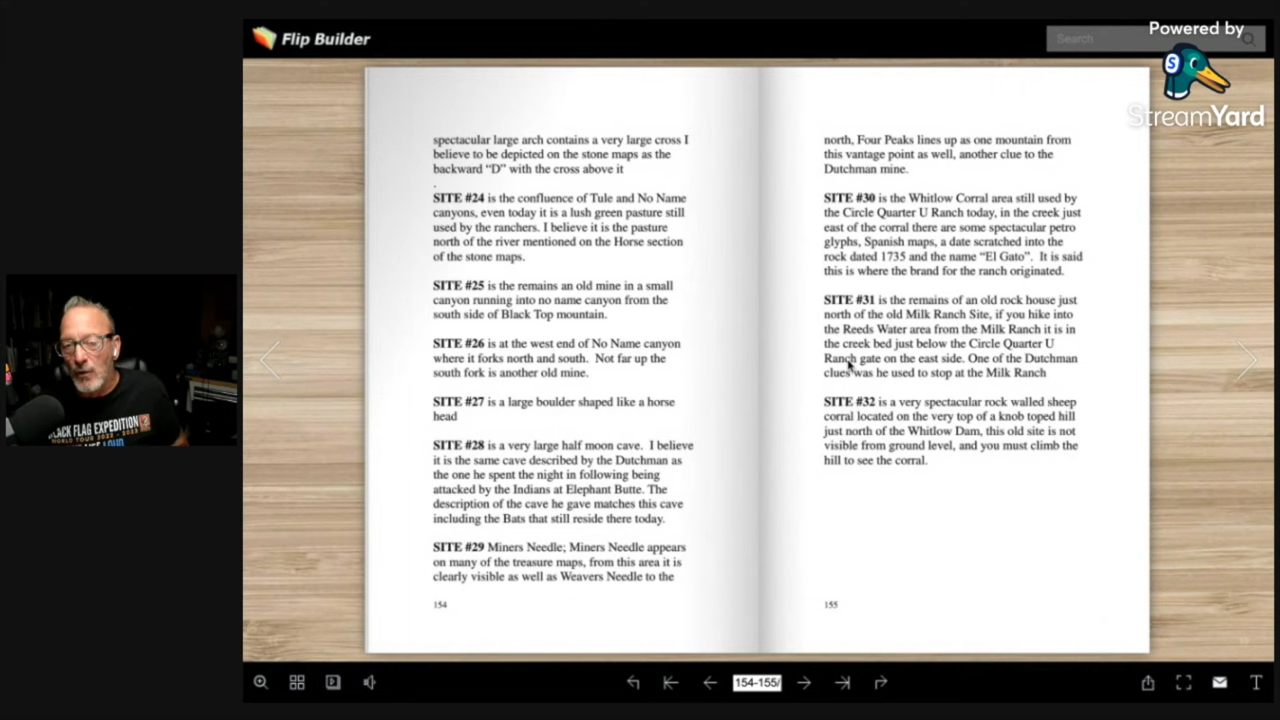 Flip Builder
Search
Powered by
S
StreamYard
spectacular large arch contains a very large cross I
believe to be depicted on the stone maps as the
backward “D” with the cross above it
.
SITE #24 is the confluence of Tule and No Name
canyons, even today it is a lush green pasture still
used by the ranchers. I believe it is the pasture
north of the river mentioned on the Horse section
of the stone maps.
SITE #25 is the remains an old mine in a small
canyon running into no name canyon from the
south side of Black Top mountain.
SITE #26 is at the west end of No Name canyon
where it forks north and south.  Not far up the
south fork is another old mine.
SITE #27 is a large boulder shaped like a horse
head
SITE #28 is a very large half moon cave.  I believe
it is the same cave described by the Dutchman as
the one he spent the night in following being
attacked by the Indians at Elephant Butte. The
description of the cave he gave matches this cave
including the Bats that still reside there today.
SITE #29 Miners Needle; Miners Needle appears
on many of the treasure maps, from this area it is
clearly visible as well as Weavers Needle to the
154
north, Four Peaks lines up as one mountain from
this vantage point as well, another clue to the
Dutchman mine.
SITE #30 is the Whitlow Corral area still used by
the Circle Quarter U Ranch today, in the creek just
east of the corral there are some spectacular petro
glyphs, Spanish maps, a date scratched into the
rock dated 1735 and the name “El Gato”.  It is said
this is where the brand for the ranch originated.
SITE #31 is the remains of an old rock house just
north of the old Milk Ranch Site, if you hike into
the Reeds Water area from the Milk Ranch it is in
the creek bed just below the Circle Quarter U
Ranch gate on the east side. One of the Dutchman
clues was he used to stop at the Milk Ranch
SITE #32 is a very spectacular rock walled sheep
corral located on the very top of a knob toped hill
just north of the Whitlow Dam, this old site is not
visible from ground level, and you must climb the
hill to see the corral.
155
BLACK FLAG EXPEDITION
WORLD TOUR 2022 - 2023
LOUD
154-155/
T